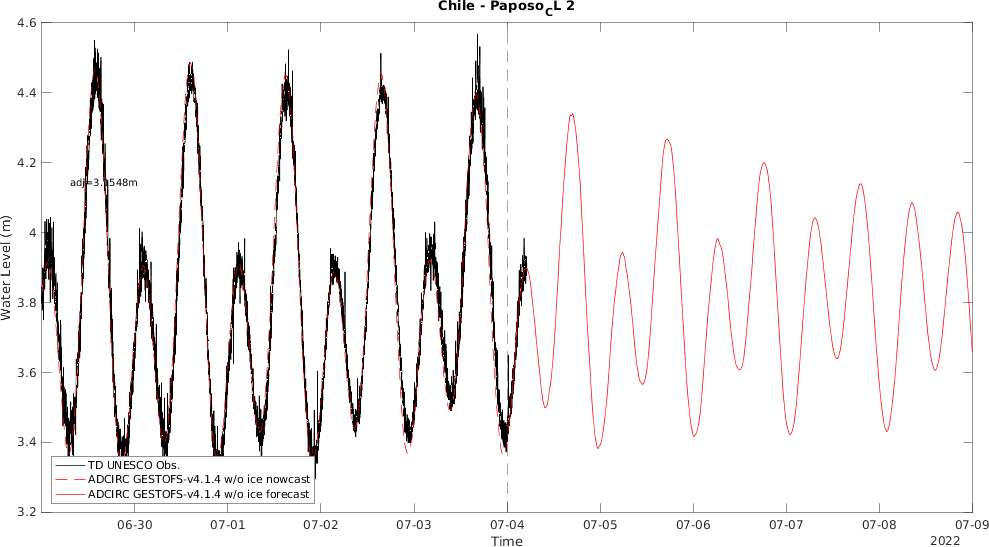 Chile - Paposo_CL 2
4.6
4.4
4.2
4
3.8
3.6
3.4
3.2
Water Level (m)
TD UNESCO Obs.
ADCIRC GESTOFS-v4.1.4 w/o ice nowcast
ADCIRC GESTOFS-v4.1.4 w/o ice forecast
06-30 07-01 07-02 07-03 07-04 07-05 07-06 07-07 07-08 07-09
Time
2022